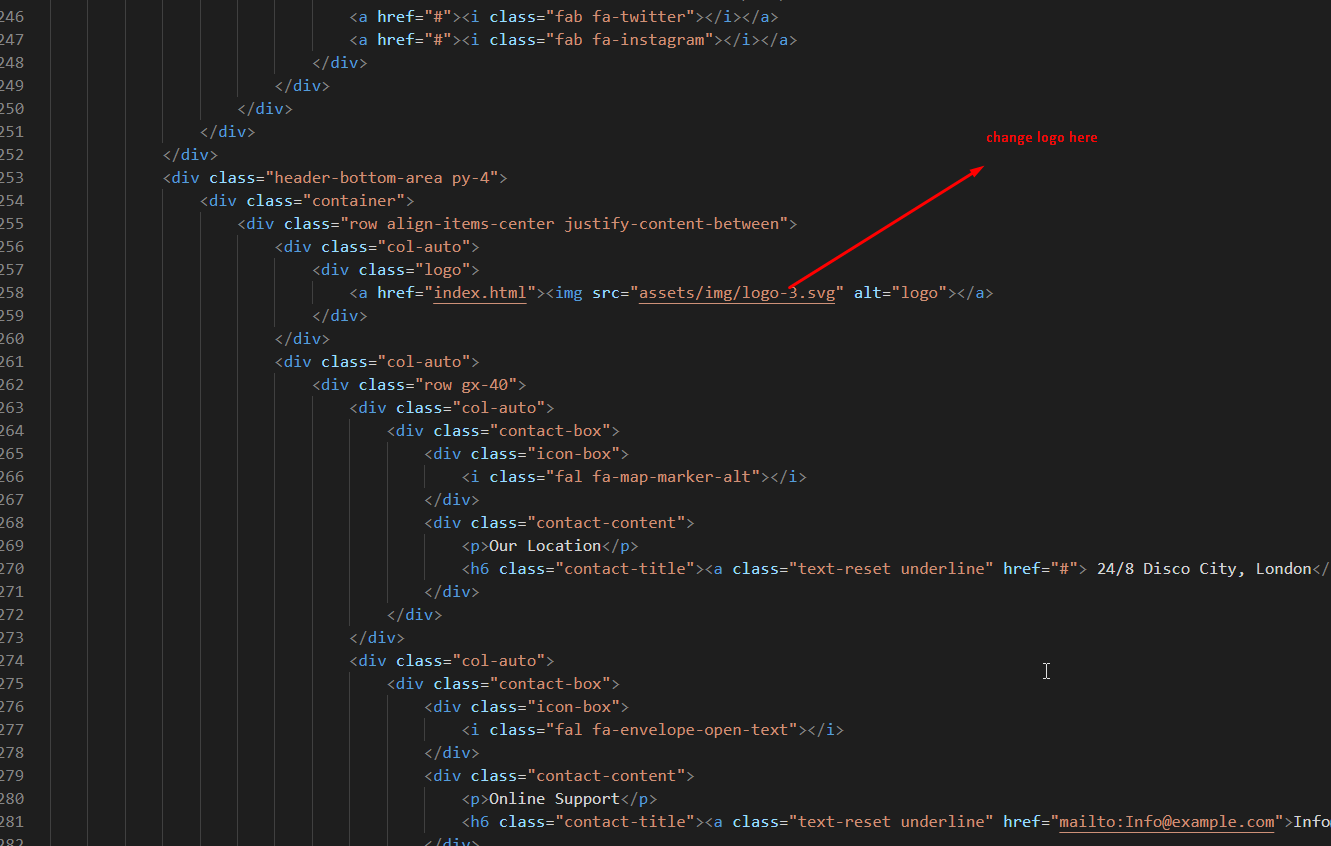 246 <a href="#"><i class="fab fa-twitter"></i></a>
247 <a href="#"><i class="fab fa-instagram"></i></a>
248 </div>
249 </div>
250 </div>
251 </div>
change logo here
252 </div>
253 <div class="header-bottom-area py-4">
254 <div class="container">
255 <div class="row align-items-center justify-content-between">
256 <div class="col-auto">
257 <div class="logo">
258 <a href="index.html"><img src="assets/img/logo-3.svg" alt="logo"></a>
259 </div>
260 </div>
261 <div class="col-auto">
262 <div class="row gx-40">
263 <div class="col-auto">
264 <div class="contact-box">
265 <div class="icon-box">
266 <i class="fal fa-map-marker-alt"></i>
267 </div>
268 <div class="contact-content">
269 <p>Our Location</p>
270 <h6 class="contact-title"><a class="text-reset underline" href="#"> 24/8 Disco City, London</
271 </div>
272 </div>
273 </div>
274 <div class="col-auto">
275 <div class="contact-box">
276 <div class="icon-box">
277 <i class="fal fa-envelope-open-text"></i>
278 </div>
279 <div class="contact-content">
280 <p>Online Support</p>
281 <h6 class="contact-title"><a class="text-reset underline" href="mailto:Info@example.com">Info
282 </div>